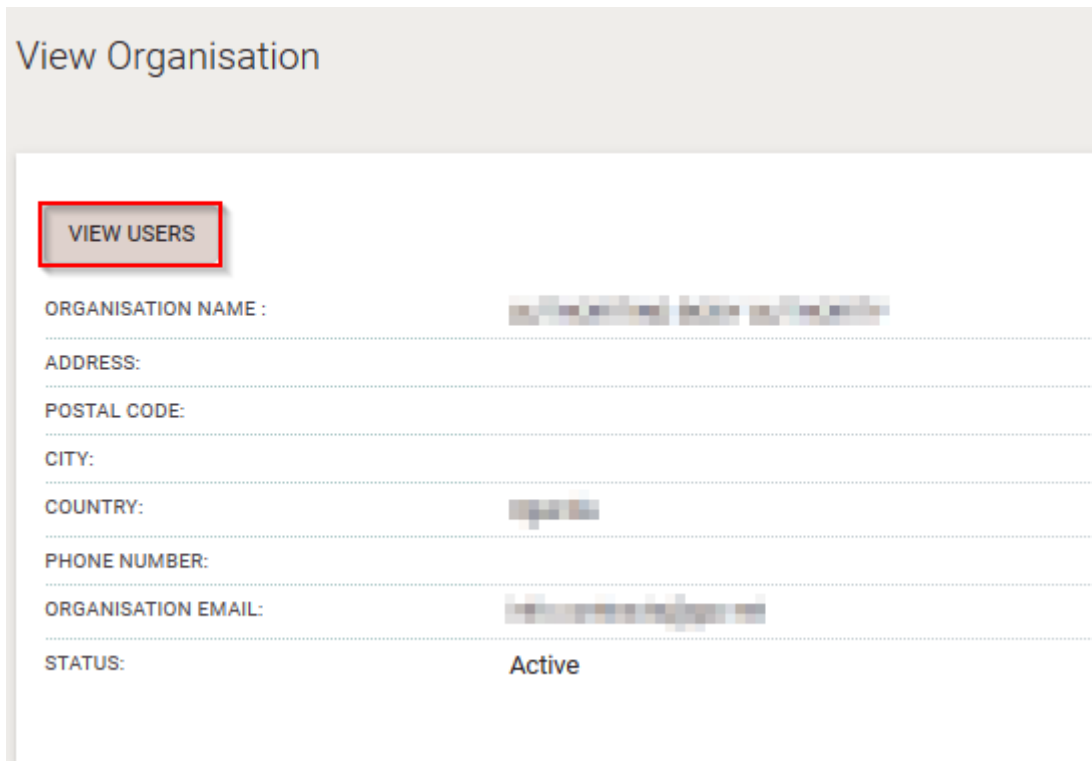 View Organisation
VIEW USERS
ORGANISATION NAME :
ADDRESS:
POSTAL CODE:
CITY:
COUNTRY:
PHONE NUMBER:
ORGANISATION EMAIL:
STATUS: Active